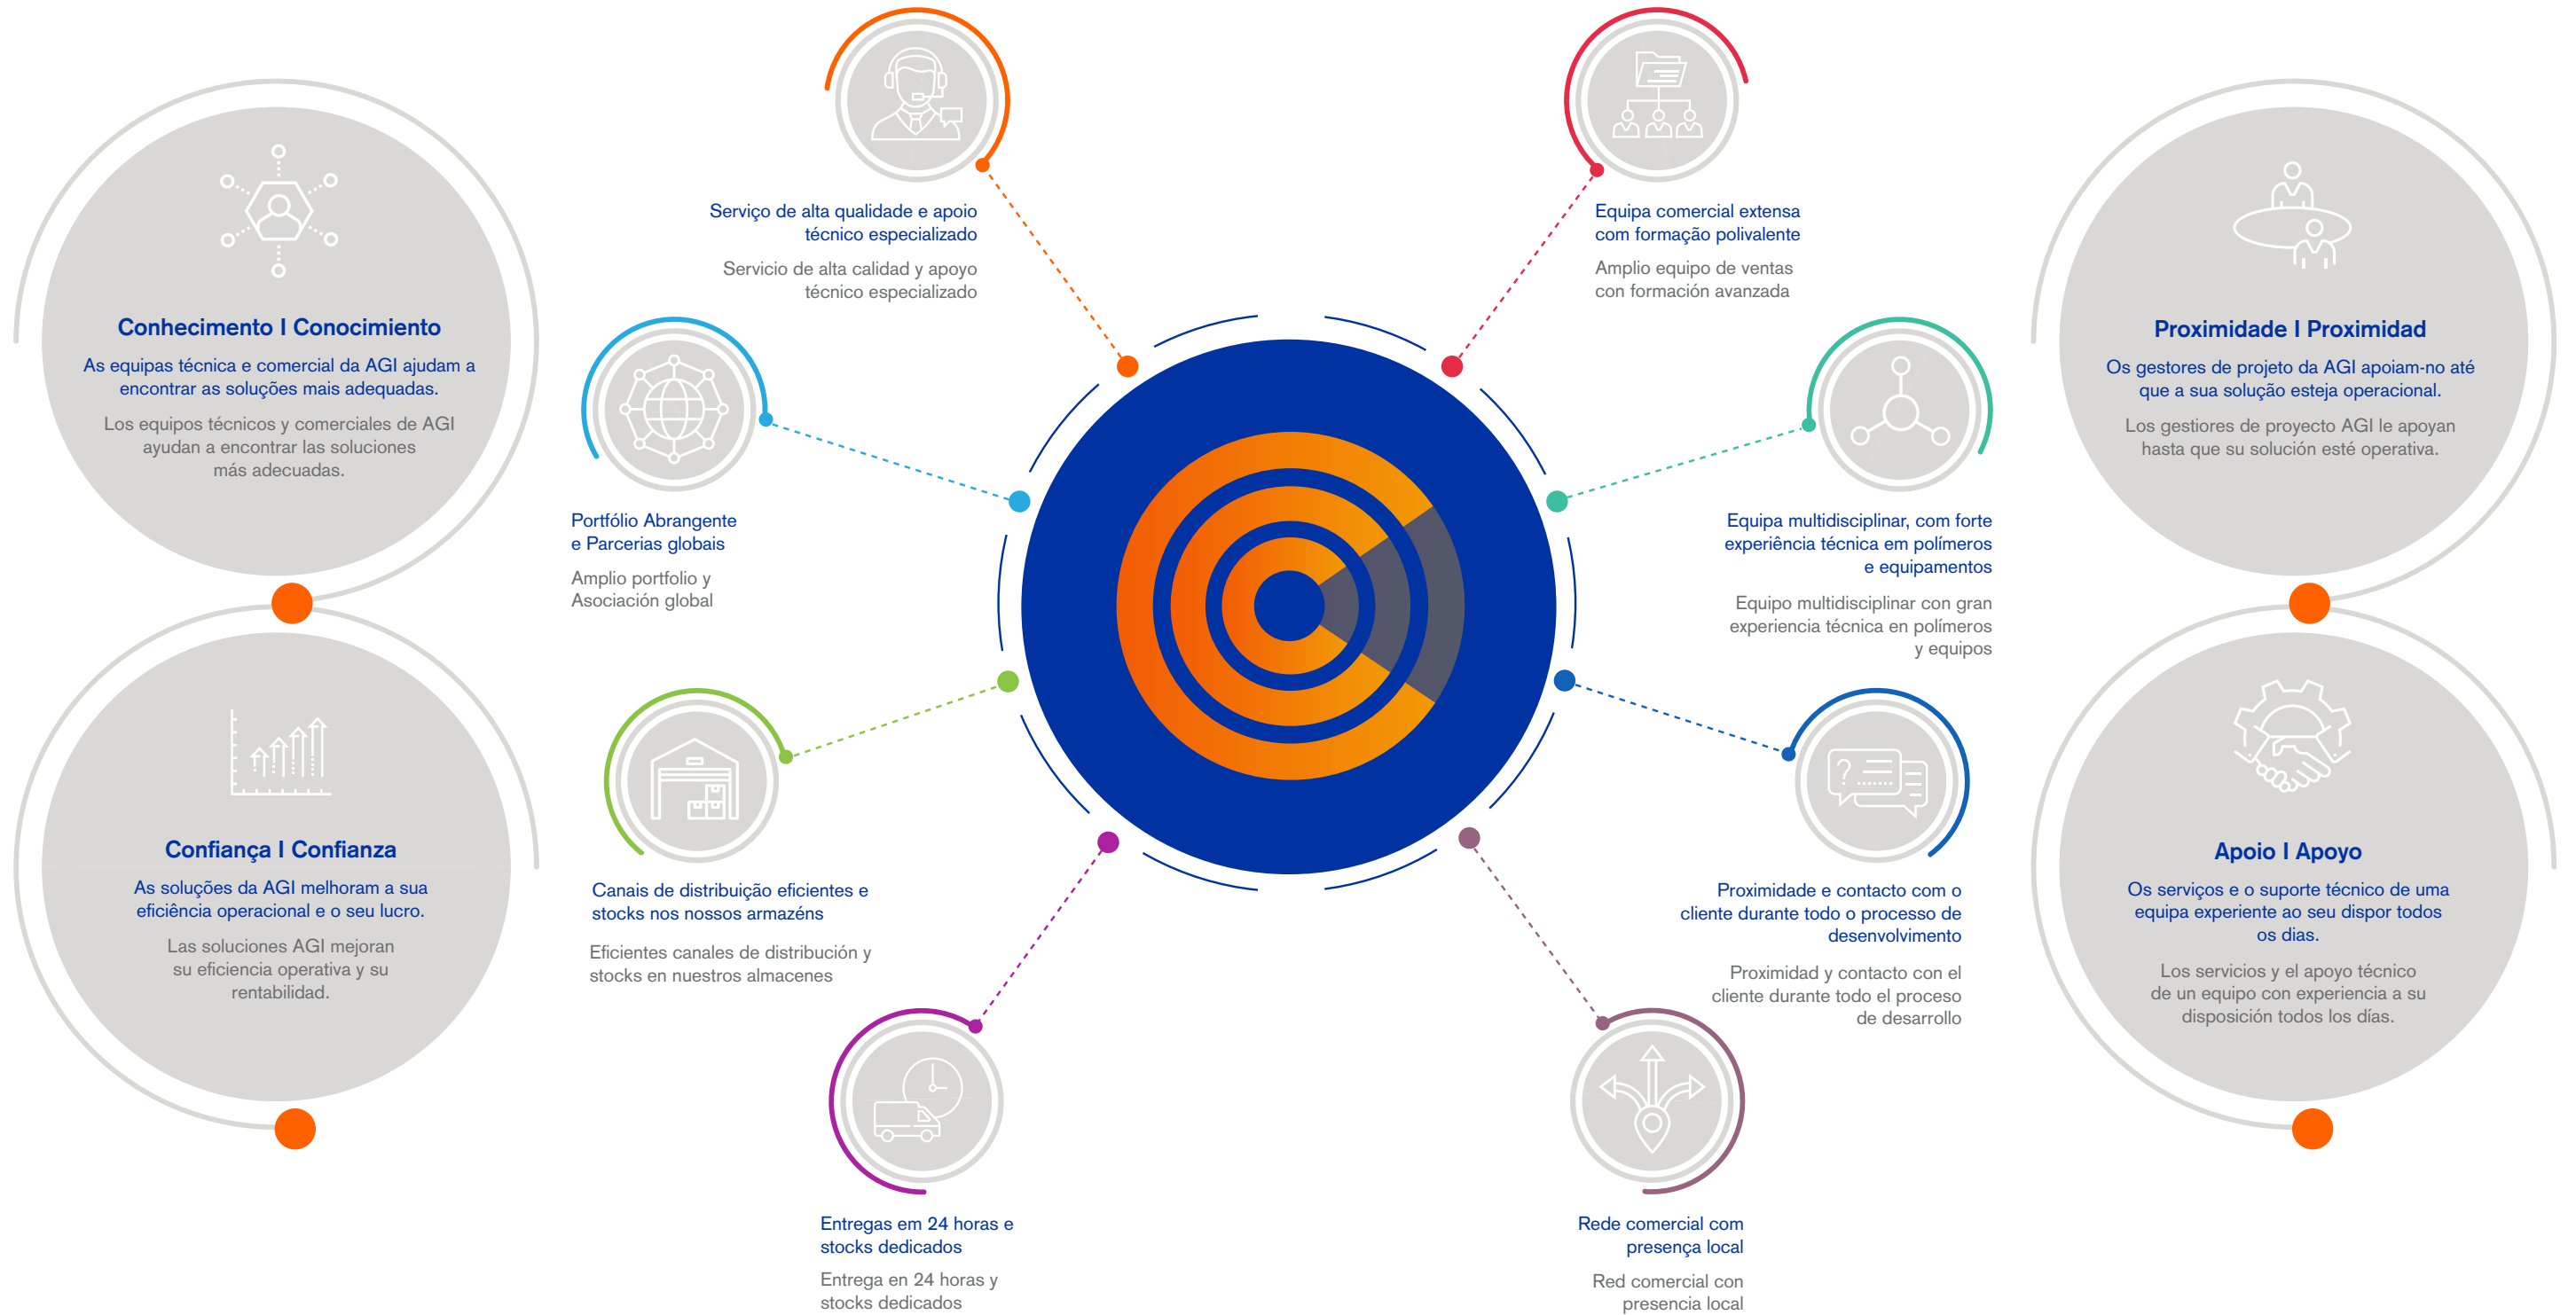 Conhecimento I Conocimiento
As equipas técnica e comercial da AGI ajudam a
encontrar as soluções mais adequadas.
Los equipos técnicos y comerciales de AGI
ayudan a encontrar las soluciones
más adecuadas.
Confiança I Confianza
As soluções da AGI melhoram a sua
eficiência operacional e o seu lucro.
Las soluciones AGI mejoran
su eficiencia operativa y su
rentabilidad.
Serviço de alta qualidade e apoio
técnico especializado
Servicio de alta calidad y apoyo
técnico especializado
Portfólio Abrangente
e Parcerias globais
Amplio portfolio y
Asociación global
Canais de distribuição eficientes e
stocks nos nossos armazéns
Eficientes canales de distribución y
stocks en nuestros almacenes
Entregas em 24 horas e
stocks dedicados
Entrega en 24 horas y
stocks dedicados
Equipa comercial extensa
com formação polivalente
Amplio equipo de ventas
con formación avanzada
Equipa multidisciplinar, com forte
experiência técnica em polímeros
e equipamentos
Equipo multidisciplinar con gran
experiencia técnica en polímeros
y equipos
?
Proximidade e contacto com o
cliente durante todo o processo de
desenvolvimento
Proximidad y contacto con el
cliente durante todo el proceso
de desarrollo
Rede comercial com
presença local
Red comercial con
presencia local
Proximidade I Proximidad
Os gestores de projeto da AGI apoiam-no até
que a sua solução esteja operacional.
Los gestiores de proyecto AGI le apoyan
hasta que su solución esté operativa.
Apoio I Apoyo
Os serviços e o suporte técnico de uma
equipa experiente ao seu dispor todos
os dias.
Los servicios y el apoyo técnico
de un equipo con experiencia a su
disposición todos los días.